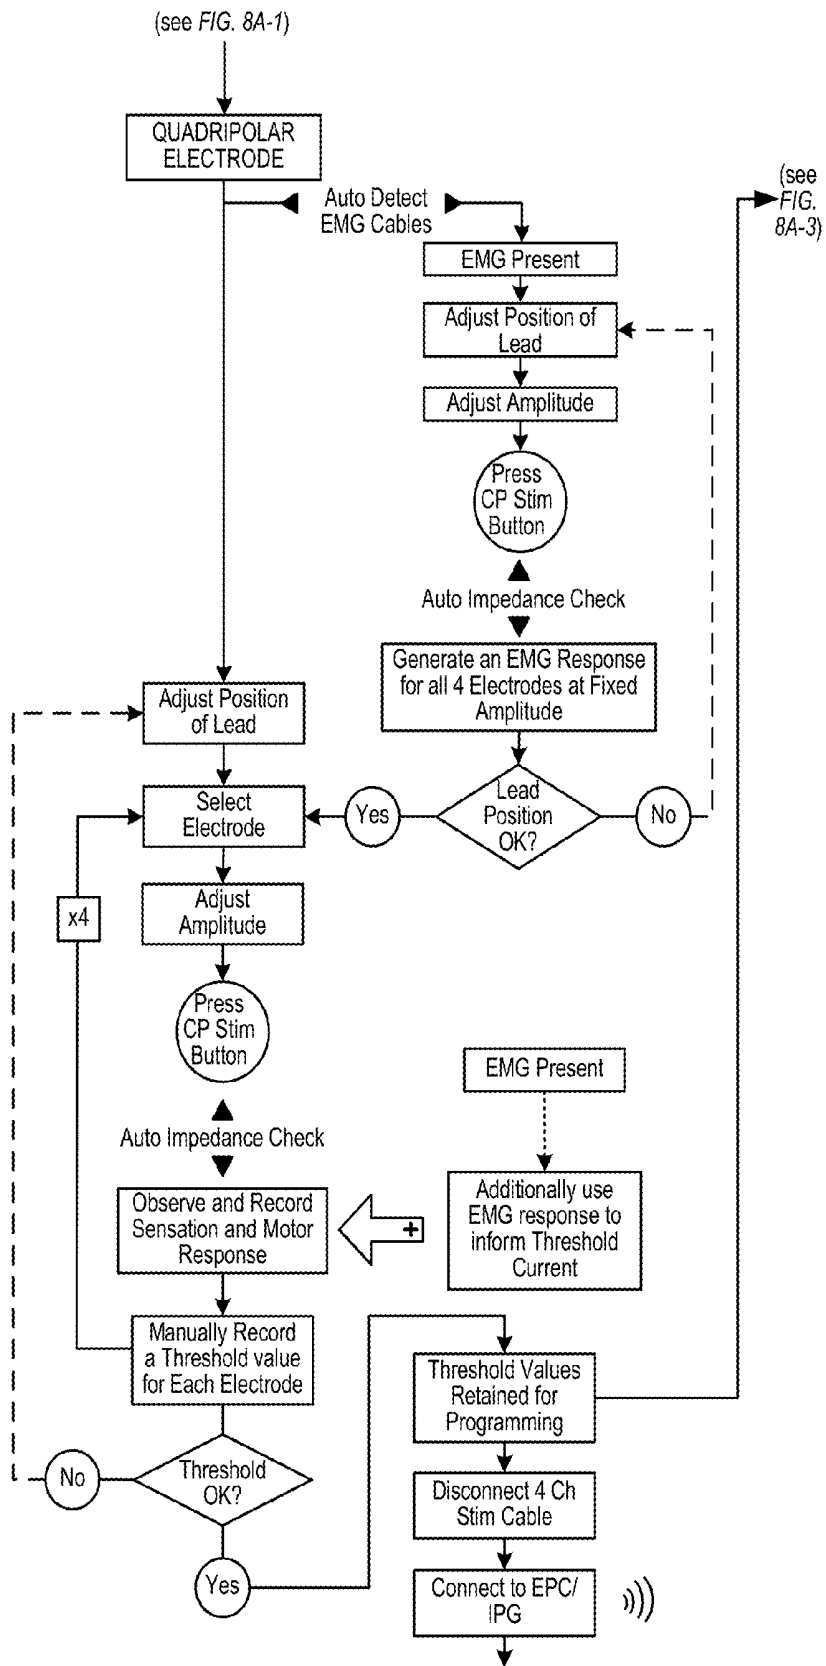 (see FIG. 8A-1)
QUADRIPOLAR
ELECTRODE
Auto Detect
EMG Cables
(see
FIG.
8A-3)
EMG Present
Adjust Position of
Lead
Adjust Amplitude
Press
CP Stim
Button
Auto Impedance Check
Generate an EMG Response
for all 4 Electrodes at Fixed
Amplitude
Adjust Position
of Lead
Lead
Position
OK?
Yes
No
Select
Electrode
x4
Adjust
Amplitude
Press
CP Stim
Button
EMG Present
Auto Impedance Check
Observe and Record
Sensation and Motor
Response
+
Additionally use
EMG response to
inform Threshold
Current
Manually Record
a Threshold value
for Each Electrode
Threshold Values
Retained for
Programming
No
Threshold
OK?
Disconnect 4 Ch
Stim Cable
Yes
Connect to EPC/
IPG